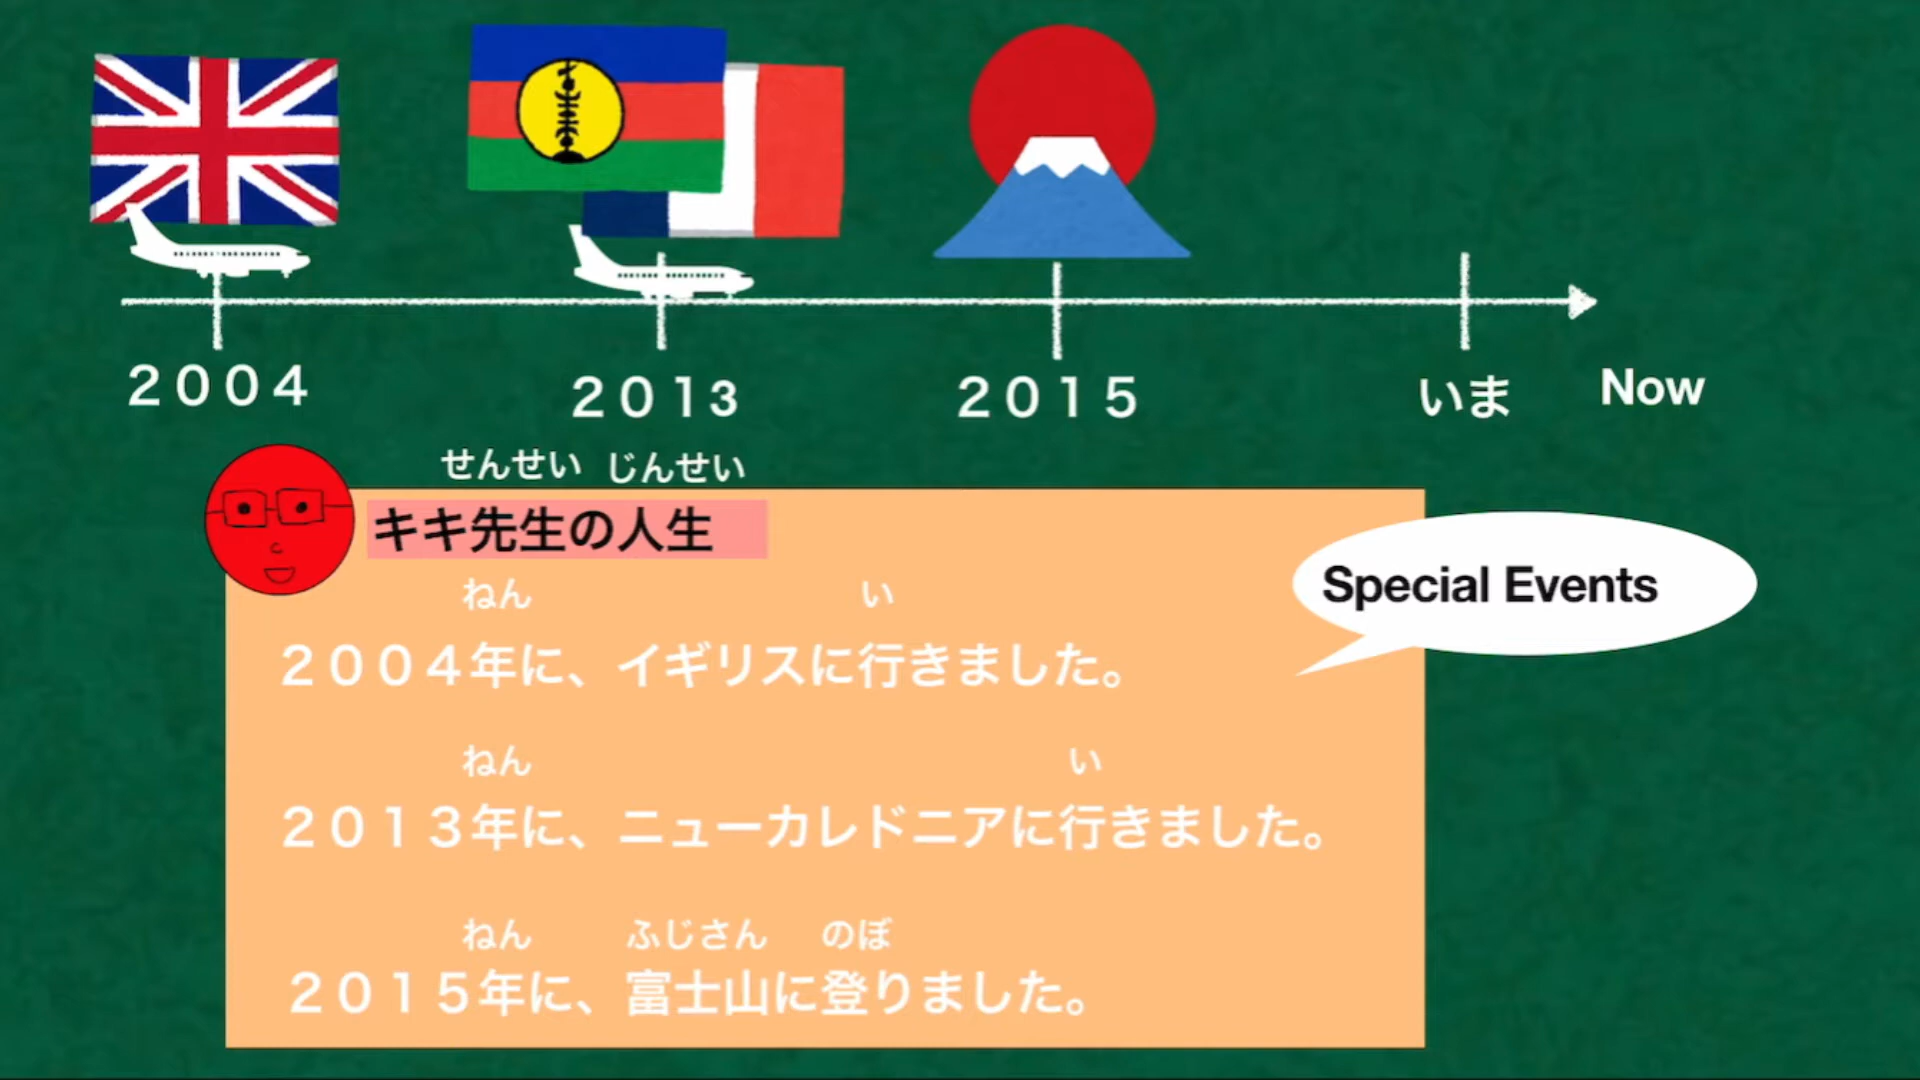 ２００４
２０１３
２０１５
いま
Now
せんせい じんせい
キキ先生の人生
Special Events
ねん い
２００４年に、イギリスに行きました。
ねん い
２０１３年に、ニューカレドニアに行きました。
ねん ふじさん のぼ
２０１５年に、富士山に登りました。